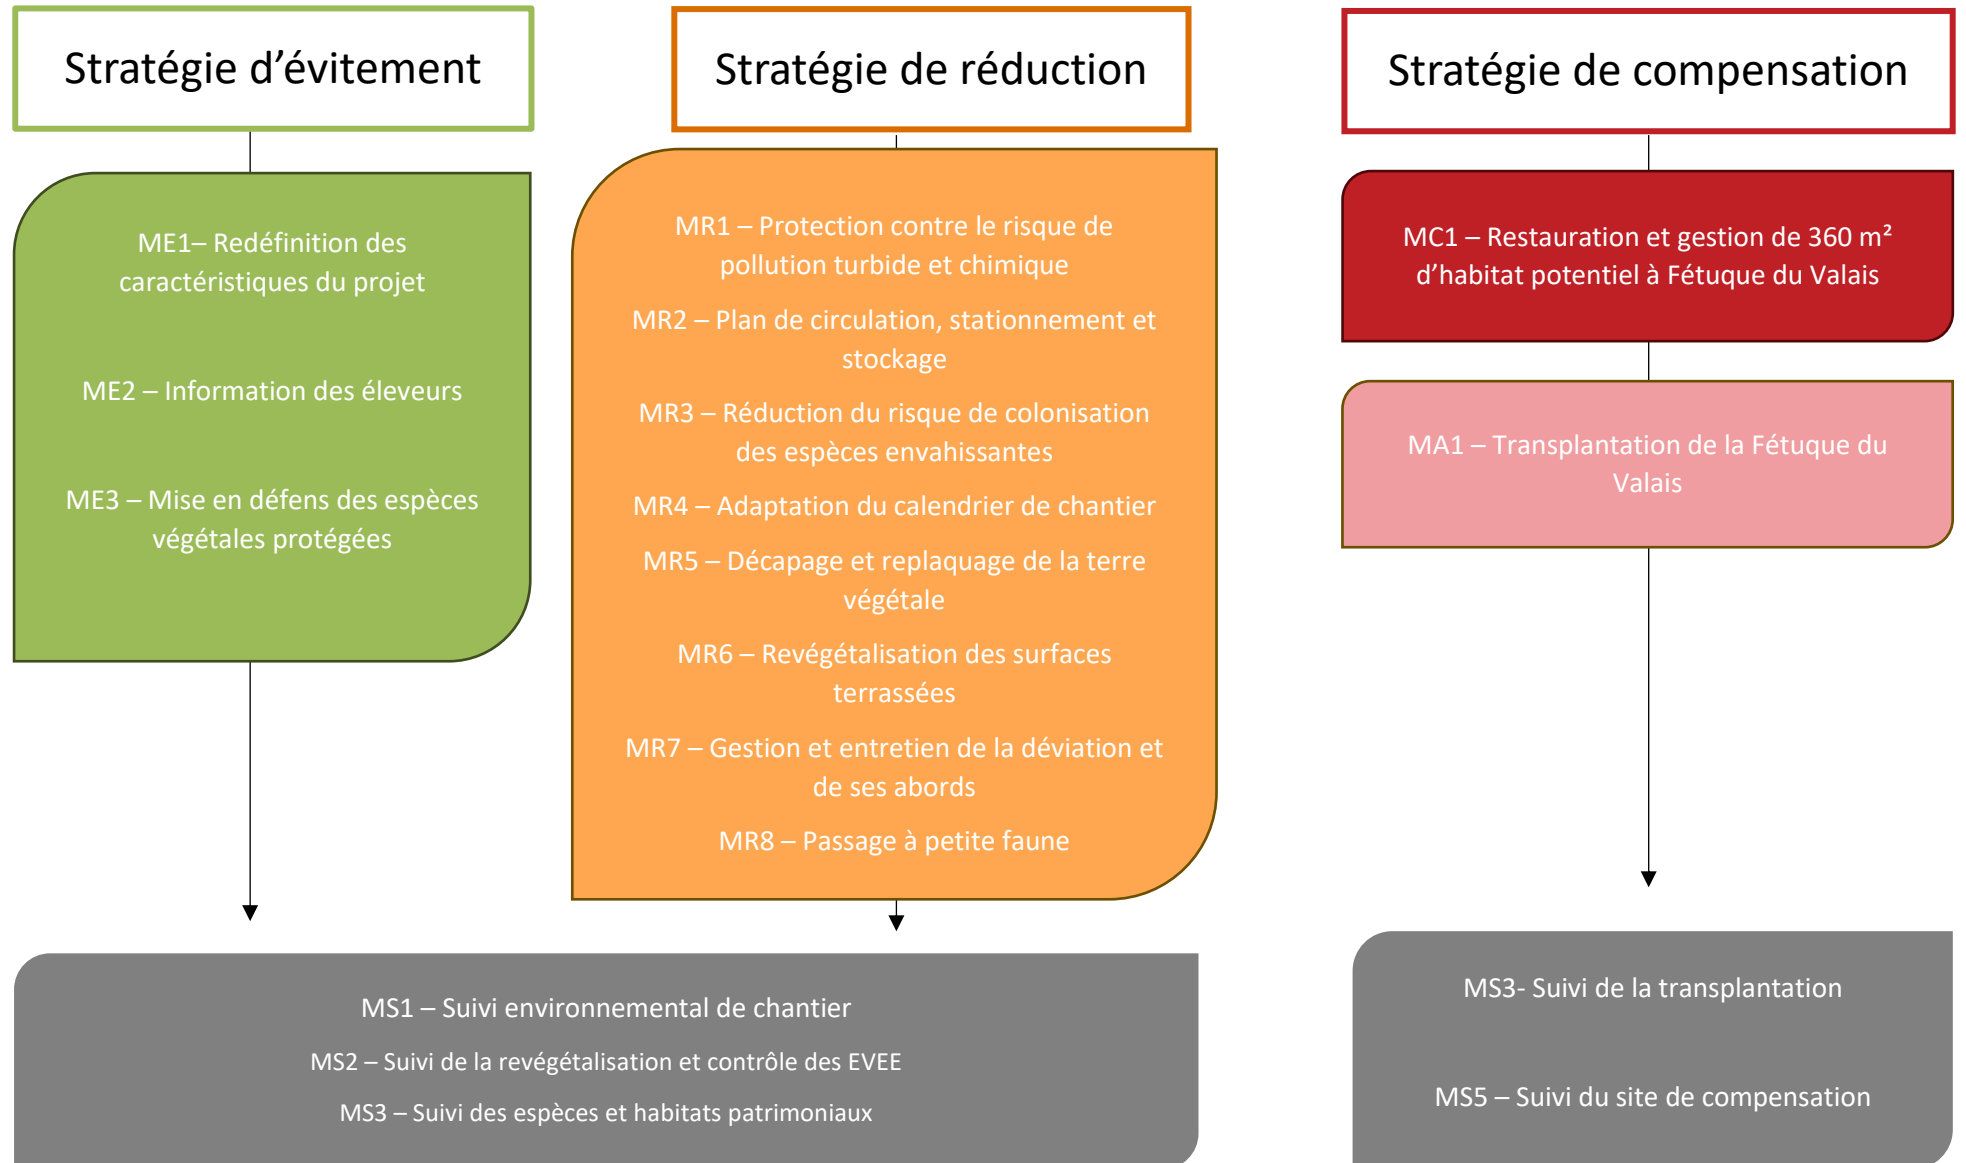 Stratégie d’évitement
ME1– Redéfinition des
caractéristiques du projet
ME2 – Information des éleveurs
ME3 – Mise en défens des espèces
végétales protégées
Stratégie de réduction
MR1 – Protection contre le risque de
pollution turbide et chimique
MR2 – Plan de circulation, stationnement et
stockage
MR3 – Réduction du risque de colonisation
des espèces envahissantes
MR4 – Adaptation du calendrier de chantier
MR5 – Décapage et replaquage de la terre
végétale
MR6 – Revégétalisation des surfaces
terrassées
MR7 – Gestion et entretien de la déviation et
de ses abords
MR8 – Passage à petite faune
MS1 – Suivi environnemental de chantier
MS2 – Suivi de la revégétalisation et contrôle des EVEE
MS3 – Suivi des espèces et habitats patrimoniaux
Stratégie de compensation
MC1 – Restauration et gestion de 360 m²
d’habitat potentiel à Fétuque du Valais
MA1 – Transplantation de la Fétuque du
Valais
MS3- Suivi de la transplantation
MS5 – Suivi du site de compensation